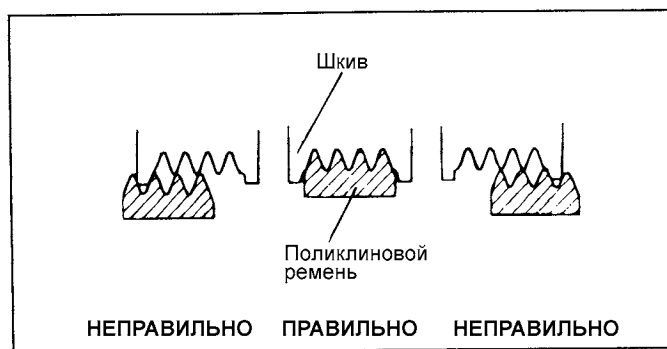 Шкив
Поликлиновой
ремень
НЕПРАВИЛЬНО ПРАВИЛЬНО НЕПРАВИЛЬНО